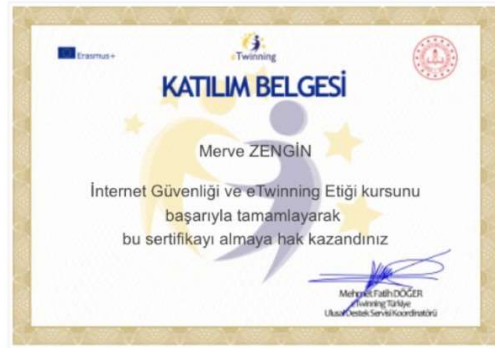 Erasmus+
eTwinning
KATILIM BELGESİ
Merve ZENGİN
İnternet Güvenliği ve eTwinning Etiği kursunu
başarıyla tamamlayarak
bu sertifikayı almaya hak kazandınız
Mehmet Fatih DÖĞER
eTwinning Türkiye
Ulusal Destek Servisi Koordinatörü